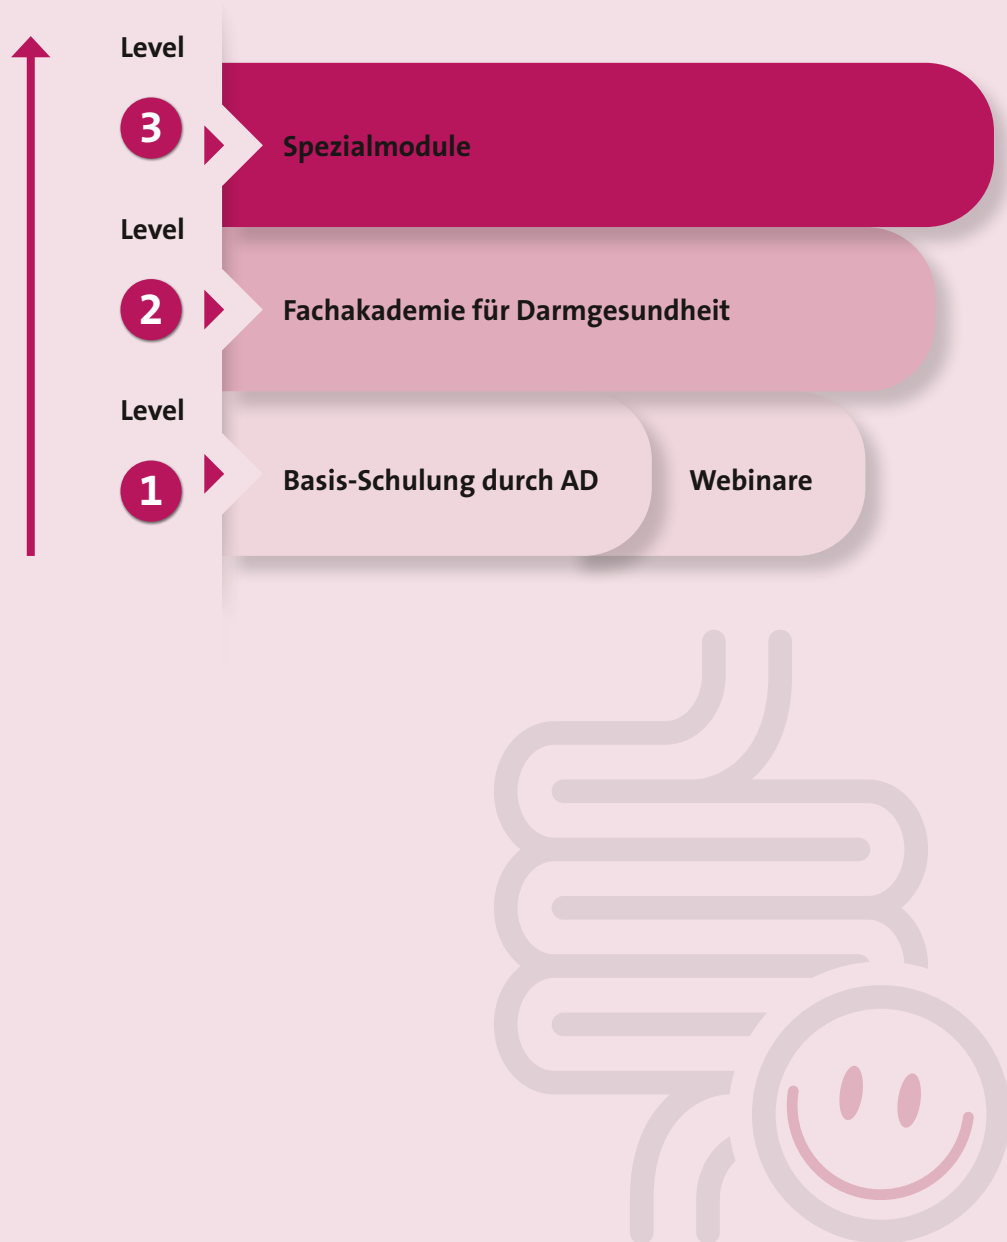 Level
3
Spezialmodule
Level
2
Fachakademie für Darmgesundheit
Level
1
Basis-Schulung durch AD
Webinare